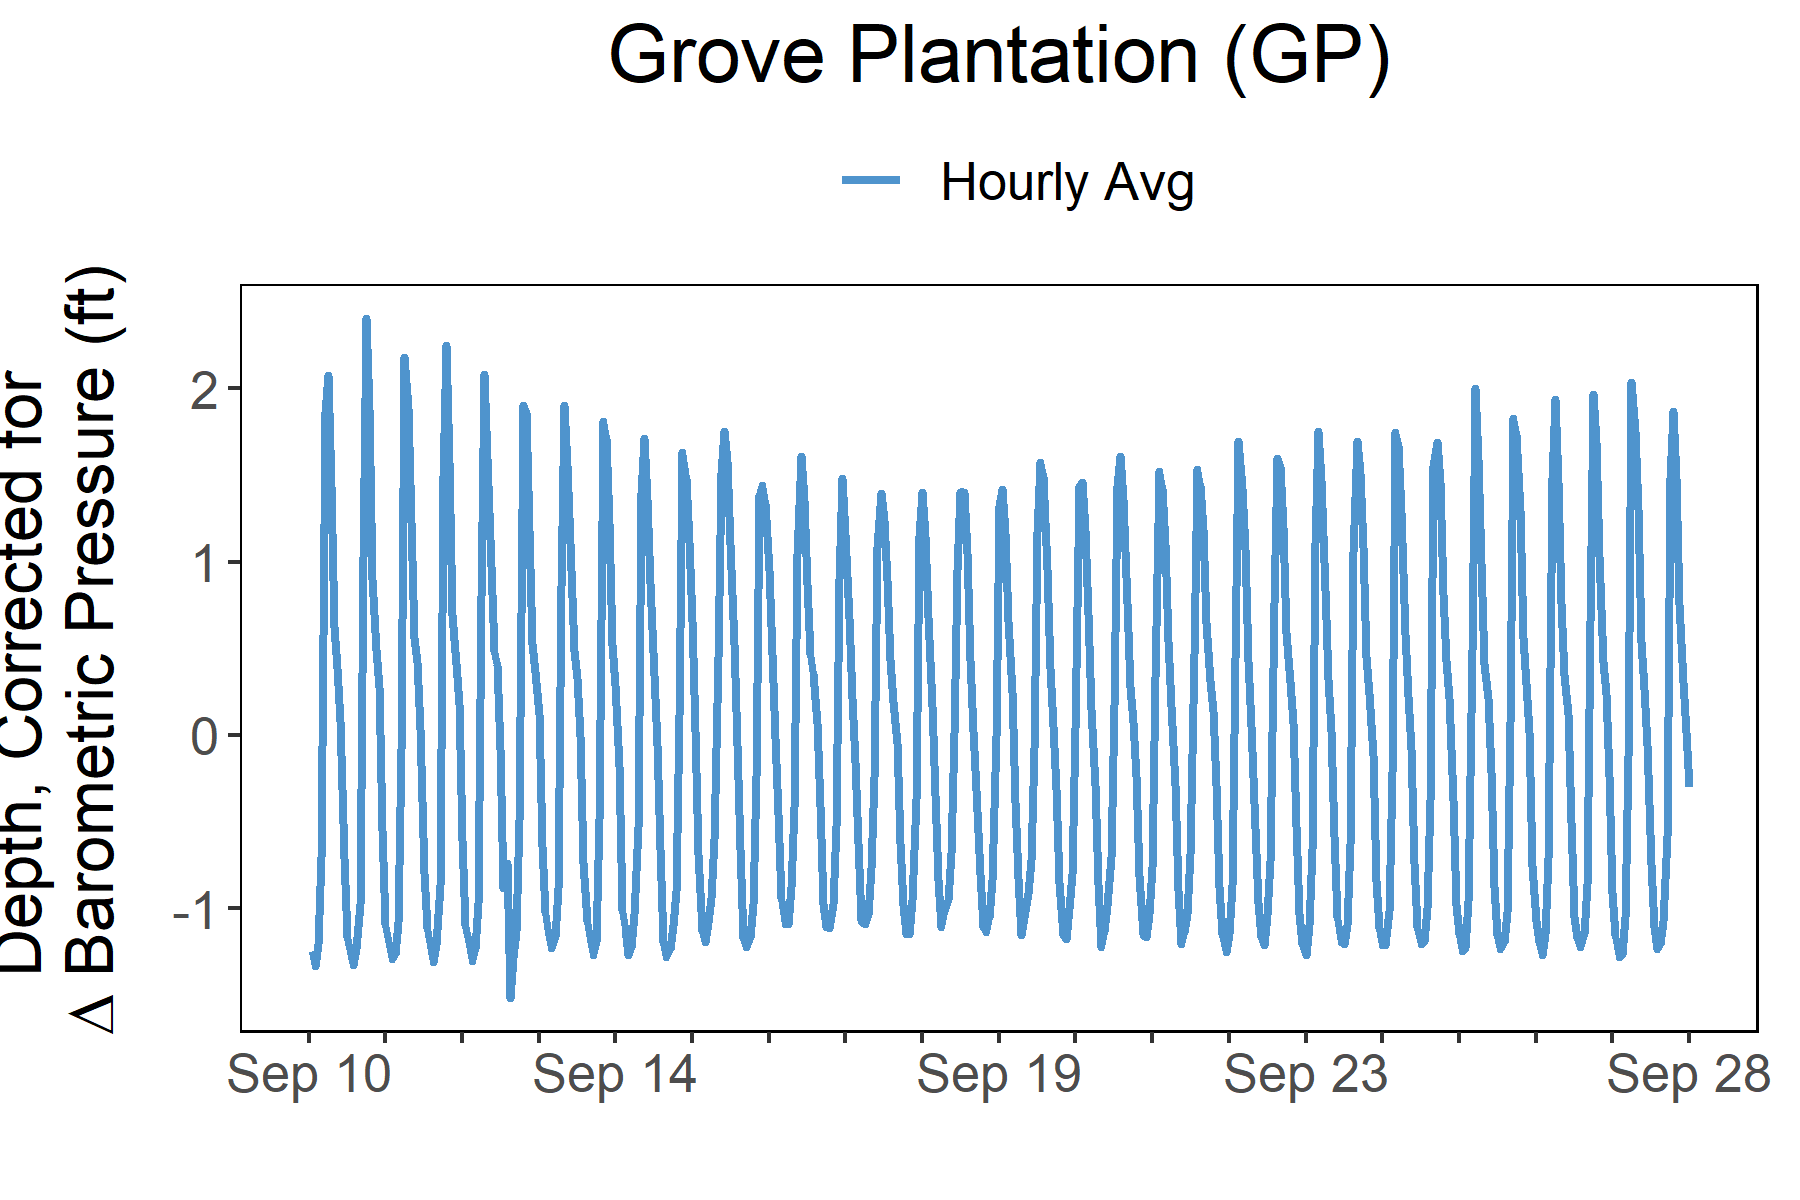 Grove Plantation (GP)
Hourly Avg
Depth, Corrected for
Δ Barometric Pressure (ft)
2
1
0
-1
Sep 10 Sep 14 Sep 19 Sep 23 Sep 28